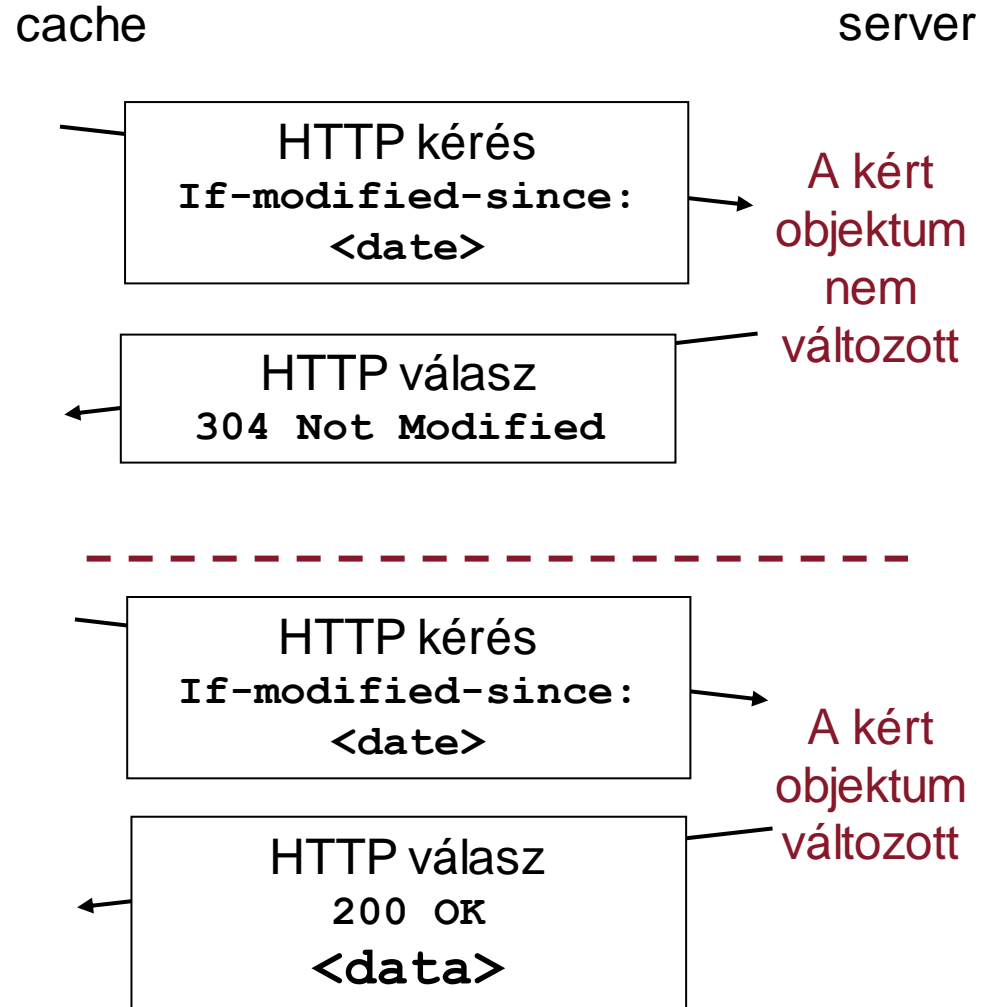 cache
server
HTTP kérés
If-modified-since:
<date>
A kért
objektum
nem
változott
HTTP válasz
304 Not Modified
HTTP kérés
If-modified-since:
<date>
A kért
objektum
változott
HTTP válasz
200 OK
<data>